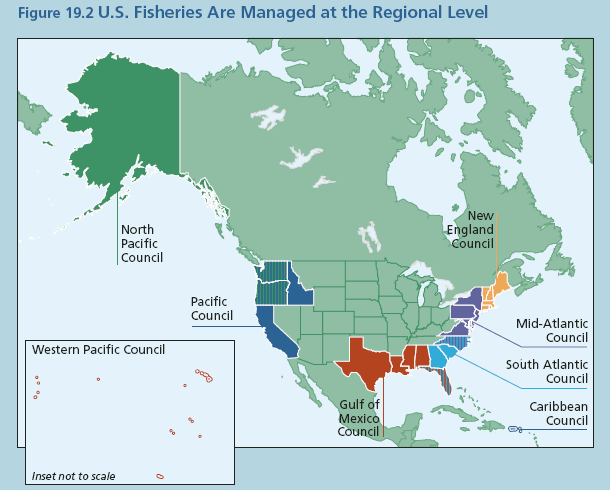 Figure 19.2 U.S. Fisheries Are Managed at the Regional Level
North
Pacific
Council
New
England
Council
Pacific
Council
Mid-Atlantic
Council
Western Pacific Council
South Atlantic
Council
Gulf of
Mexico
Council
Caribbean
Council
Inset not to scale